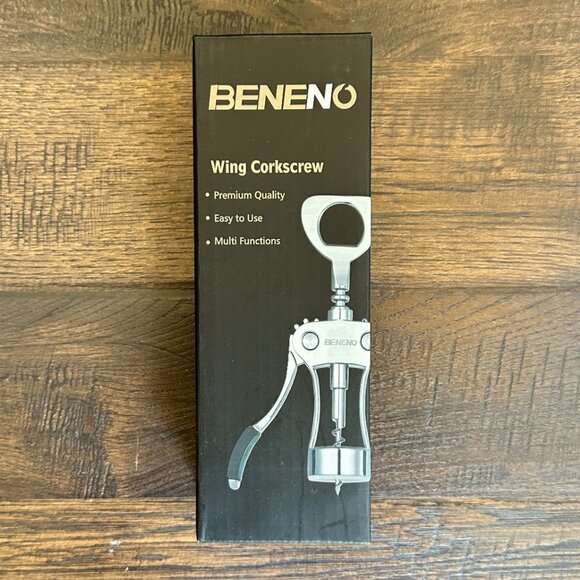 BENENO
Wing Corkscrew
• Premium Quality
• Easy to Use
• Multi Functions
BENENO